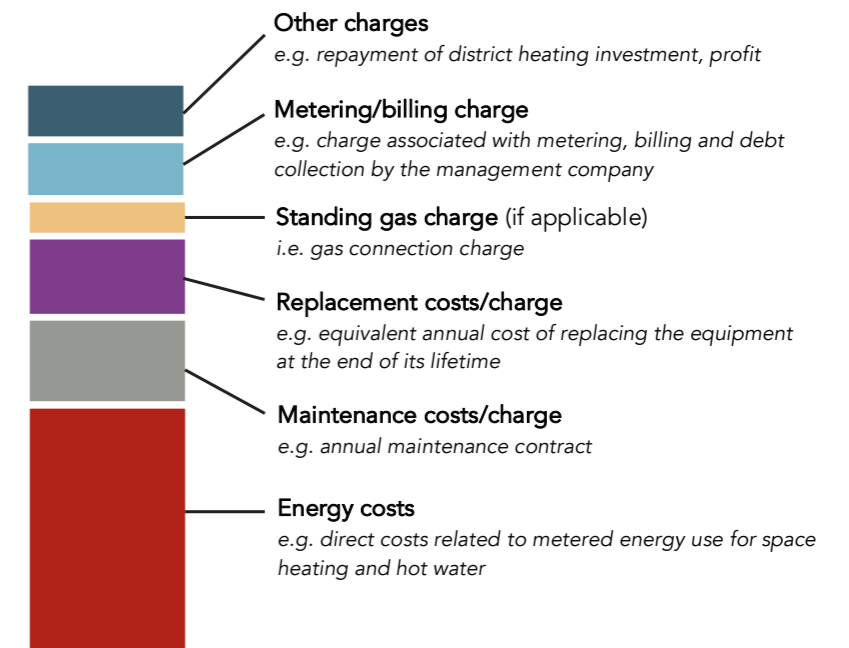 Other charges
e.g. repayment of district heating investment, profit
Metering/billing charge
e.g. charge associated with metering, billing and debt
collection by the management company
Standing gas charge (if applicable)
i.e. gas connection charge
Replacement costs/charge
e.g. equivalent annual cost of replacing the equipment
at the end of its lifetime
Maintenance costs/charge
e.g. annual maintenance contract
Energy costs
e.g. direct costs related to metered energy use for space
heating and hot water